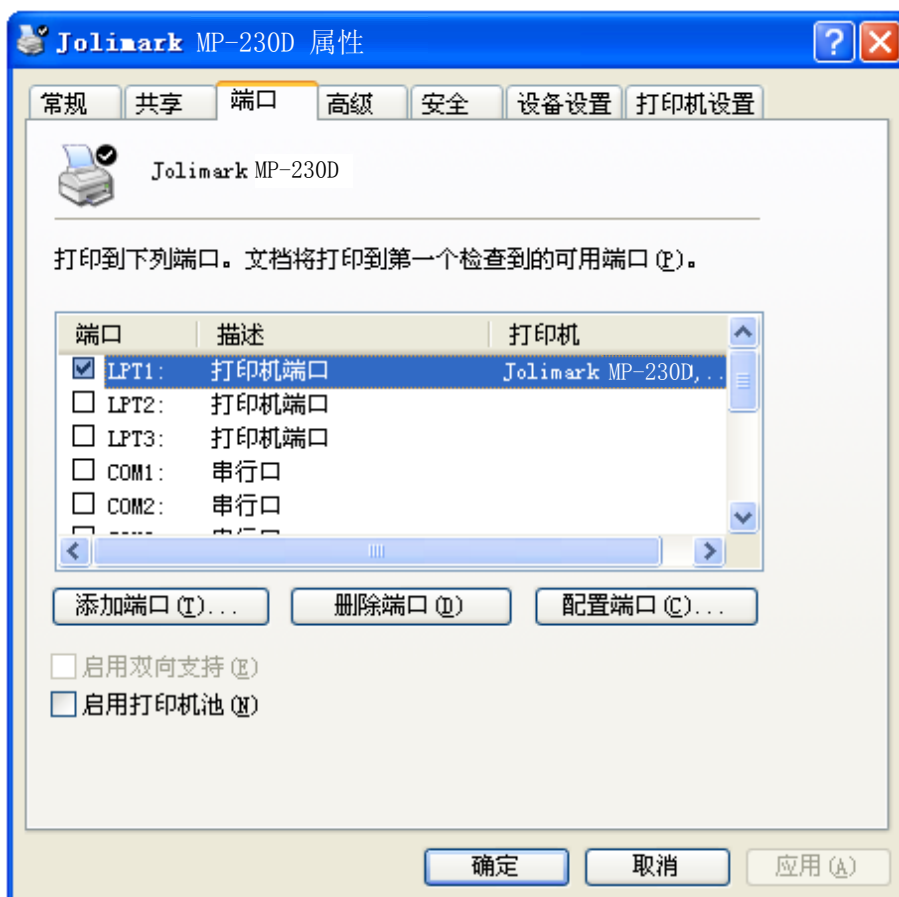 Jolimark MP-230D 属性
常规 共享 端口 高级 安全 设备设置 打印机设置
Jolimark MP-230D
打印到下列端口。文档将打印到第一个检查到的可用端口(P)。
端口 描述 打印机
LPT1: 打印机端口 Jolimark MP-230D,..
LPT2: 打印机端口
LPT3: 打印机端口
COM1: 串行口
COM2: 串行口
添加端口(T)... 删除端口(D) 配置端口(C)...
启用双向支持(E)
启用打印机池(N)
确定 取消 应用(A)